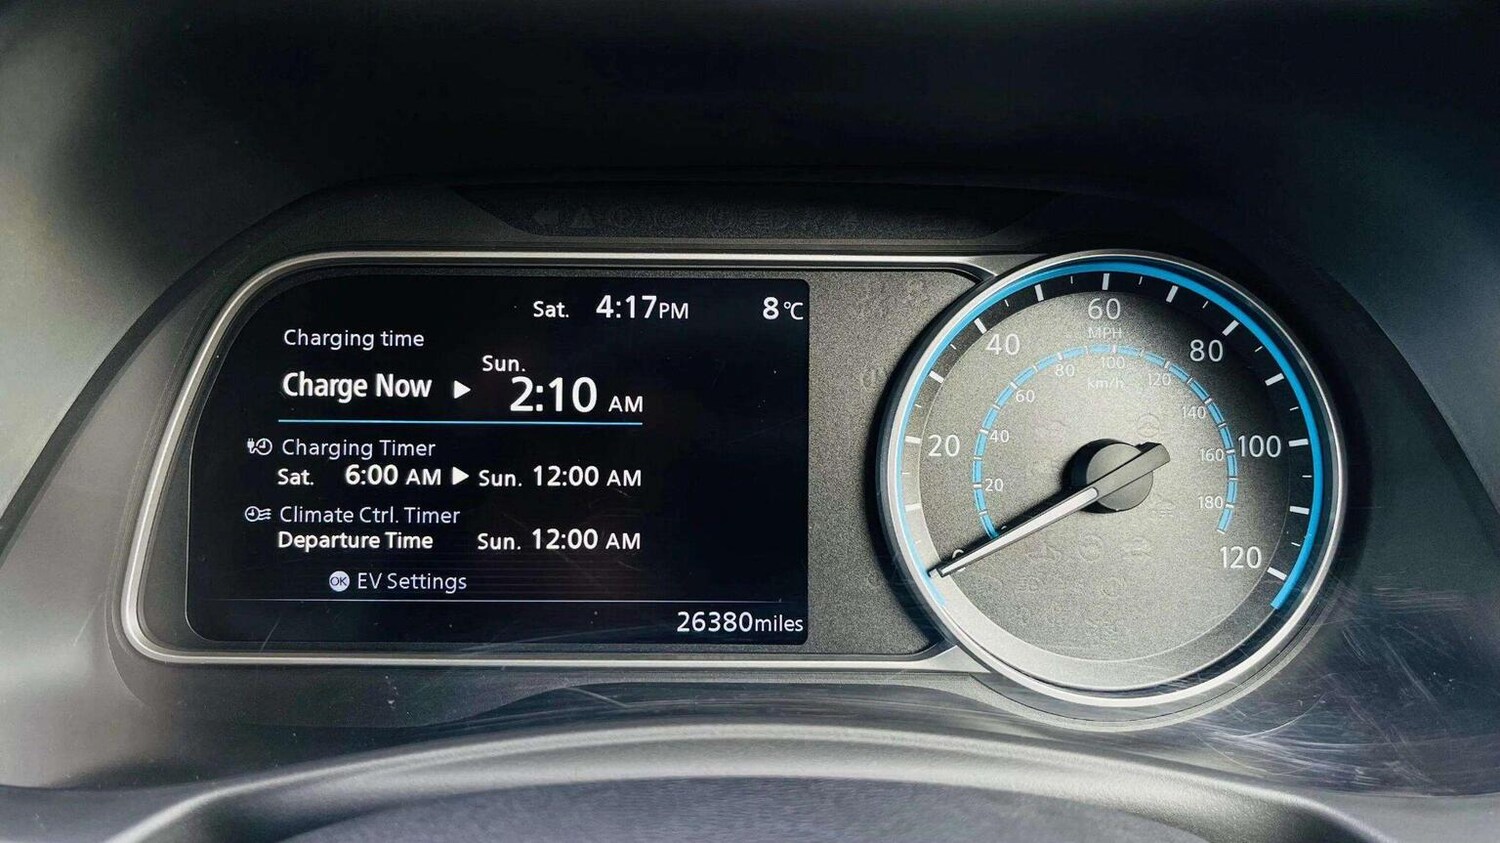 Sat. 4:17PM 8°C
Charging time
Sun.
Charge Now ▶ 2:10 AM
Charging Timer
Sat. 6:00 AM ▶ Sun. 12:00 AM
Climate Ctrl. Timer
Departure Time Sun. 12:00 AM
OK EV Settings
26380miles
0
20
40
60
80
100
120
MPH
20
40
60
80
100
120
140
160
180
km/h